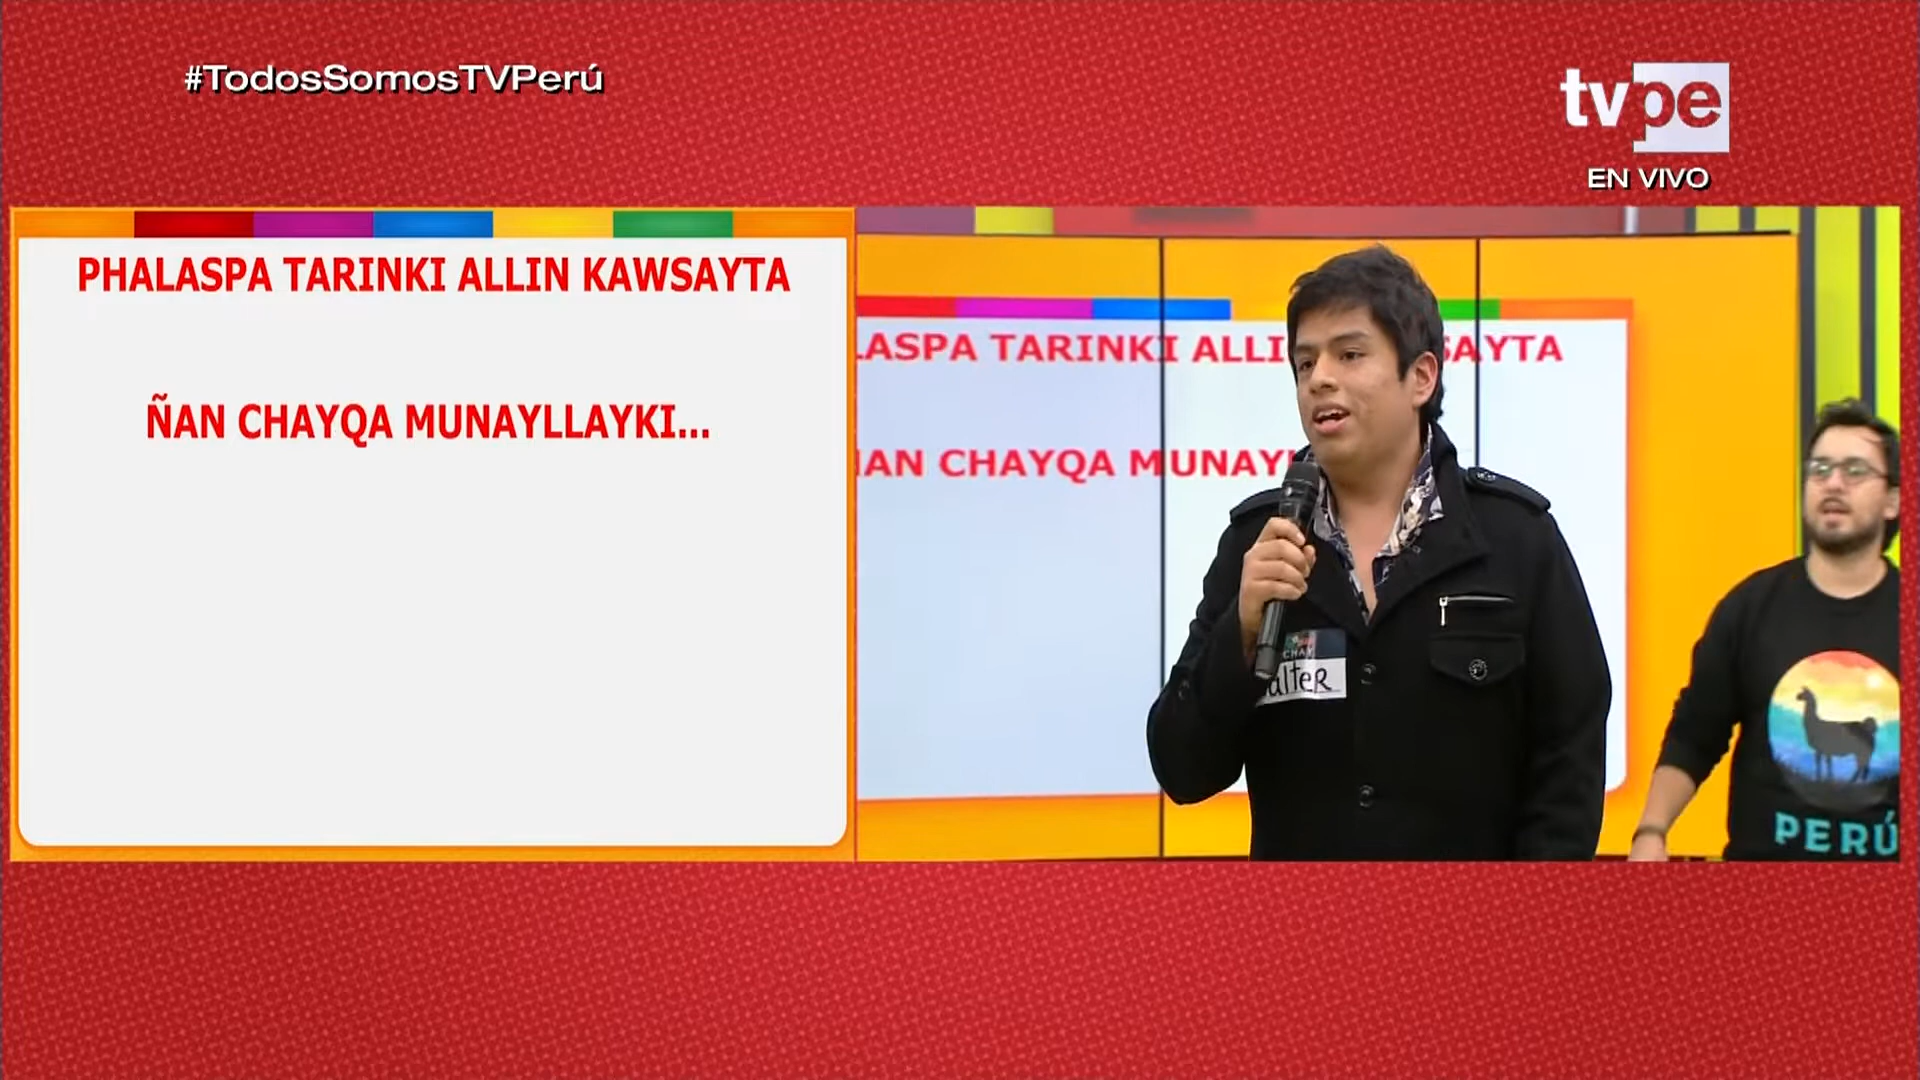 #TodosSomosTVPerú
tvpe
EN VIVO
PHALASPA TARINKI ALLIN KAWSAYTA
ÑAN CHAYQA MUNAYLLAYKI...
LASPA TARINKI ALLI SAYTA
AN CHAYQA MUNAY
CHAY
alter
PERÚ